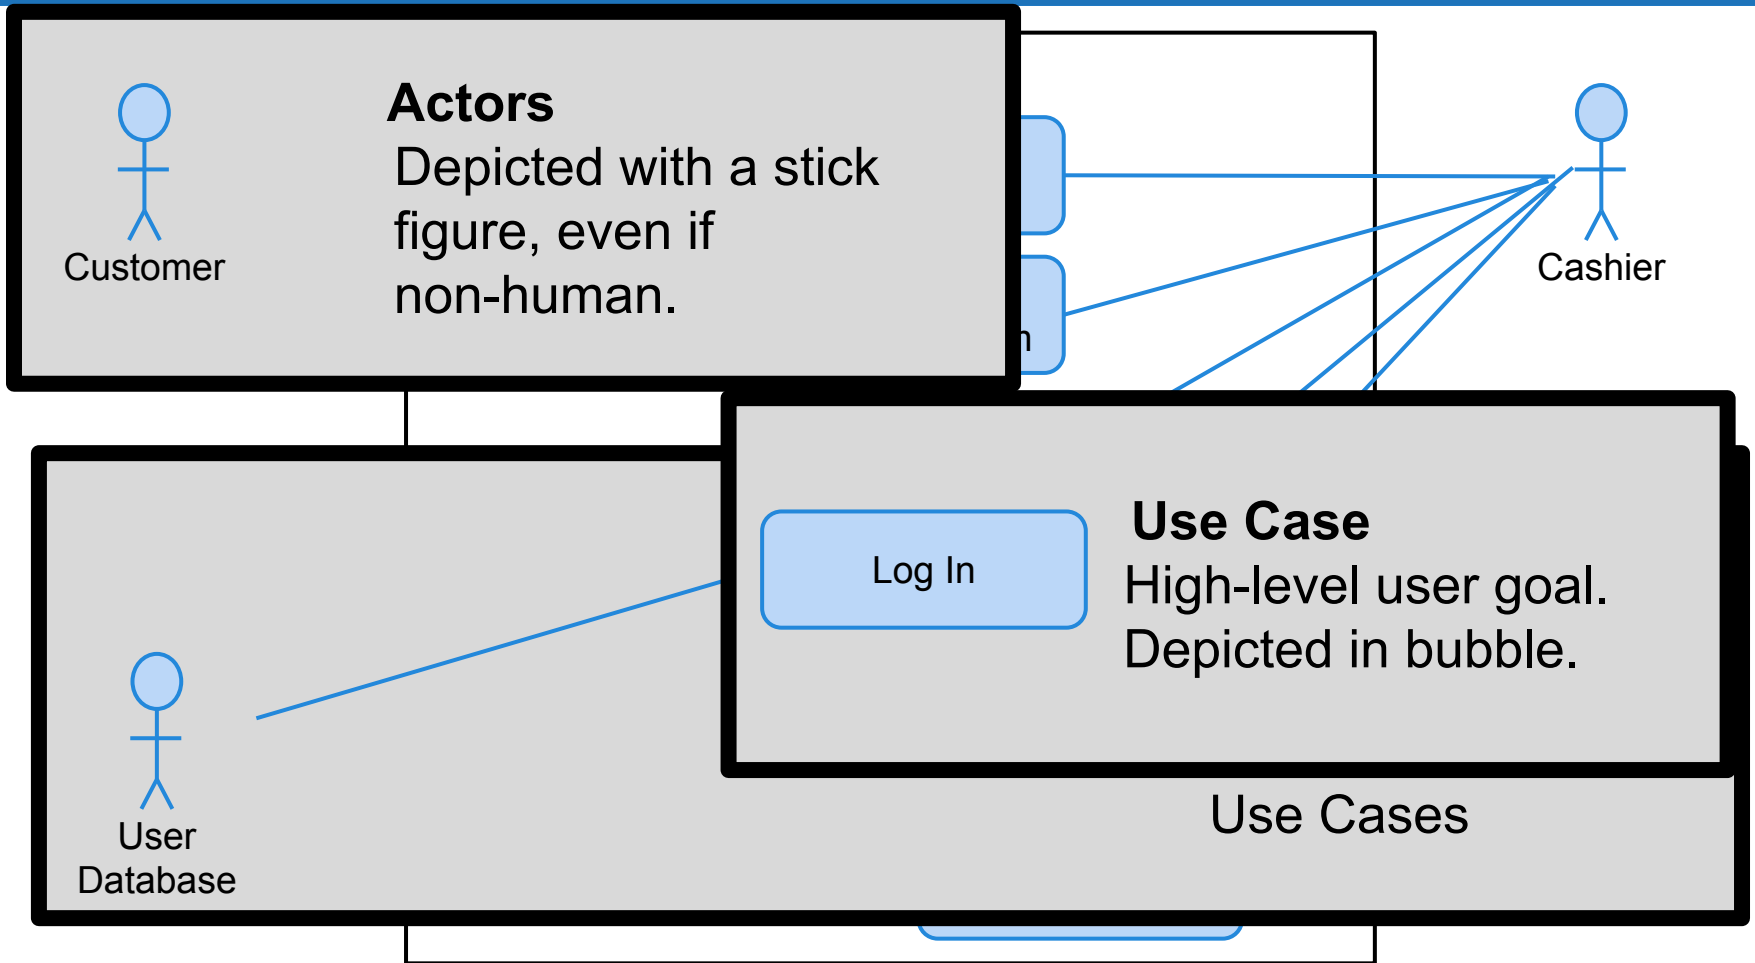 Actors
Depicted with a stick
figure, even if
non-human.
Customer
Cashier
Use Case
High-level user goal.
Depicted in bubble.
Log In
Use Cases
User
Database